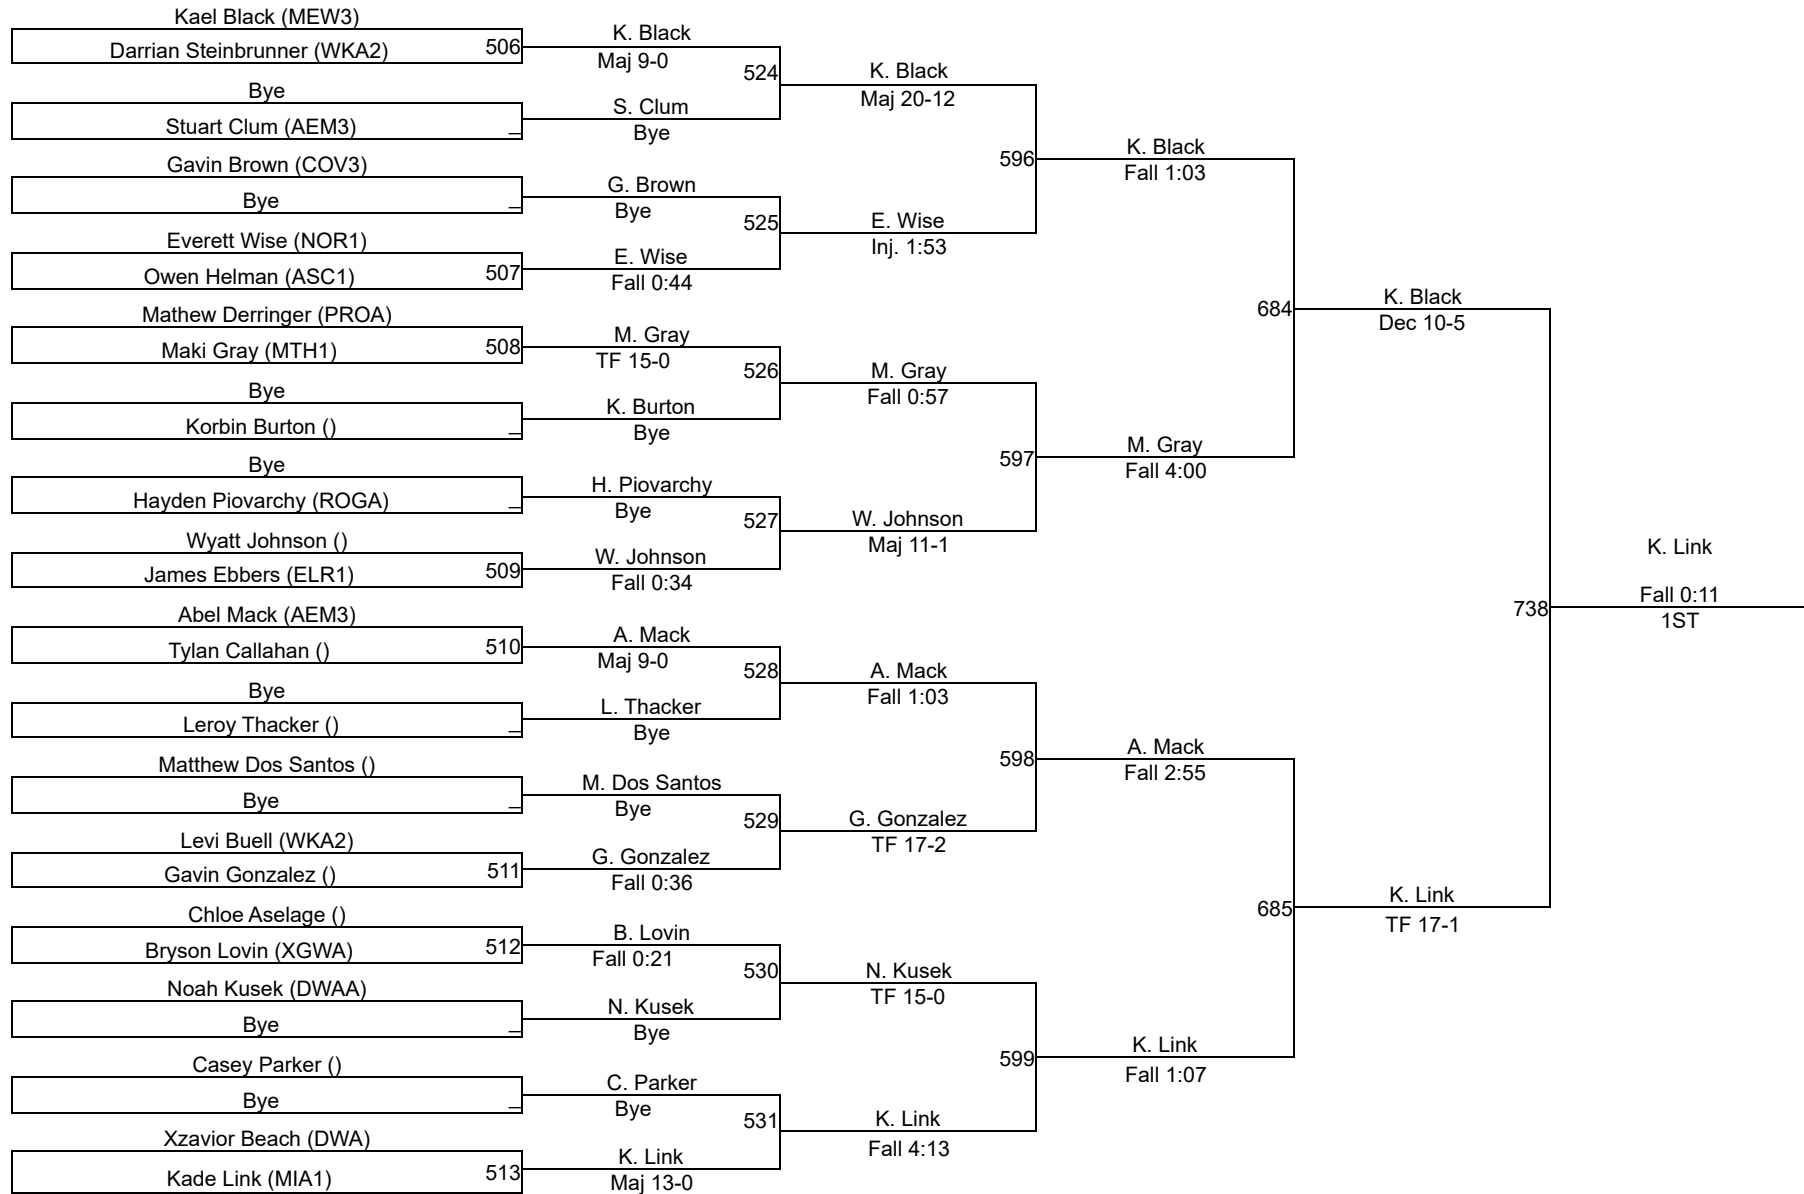 Kael Black (MEW3)
Darrian Steinbrunner (WKA2)
506
Bye
Stuart Clum (AEM3)
_
Gavin Brown (COV3)
Bye
_
Everett Wise (NOR1)
Owen Helman (ASC1)
507
Mathew Derringer (PROA)
Maki Gray (MTH1)
508
Bye
Korbin Burton ()
_
Bye
Hayden Piovarchy (ROGA)
_
Wyatt Johnson ()
James Ebbers (ELR1)
509
Abel Mack (AEM3)
Tylan Callahan ()
510
Bye
Leroy Thacker ()
_
Matthew Dos Santos ()
Bye
_
Levi Buell (WKA2)
Gavin Gonzalez ()
511
Chloe Aselage ()
Bryson Lovin (XGWA)
512
Noah Kusek (DWAA)
Bye
_
Casey Parker ()
Bye
_
Xzavior Beach (DWA)
Kade Link (MIA1)
513
K. Black
Maj 9-0
524
S. Clum
Bye
G. Brown
Bye
525
E. Wise
Fall 0:44
M. Gray
TF 15-0
526
K. Burton
Bye
H. Piovarchy
Bye
527
W. Johnson
Fall 0:34
A. Mack
Maj 9-0
528
L. Thacker
Bye
M. Dos Santos
Bye
529
G. Gonzalez
Fall 0:36
B. Lovin
Fall 0:21
530
N. Kusek
Bye
C. Parker
Bye
531
K. Link
Maj 13-0
K. Black
Maj 20-12
596
E. Wise
Inj. 1:53
M. Gray
Fall 0:57
597
W. Johnson
Maj 11-1
A. Mack
Fall 1:03
598
G. Gonzalez
TF 17-2
N. Kusek
TF 15-0
599
K. Link
Fall 4:13
K. Black
Fall 1:03
684
M. Gray
Fall 4:00
A. Mack
Fall 2:55
685
K. Link
Fall 1:07
K. Black
Dec 10-5
738
K. Link
TF 17-1
K. Link
Fall 0:11
1ST